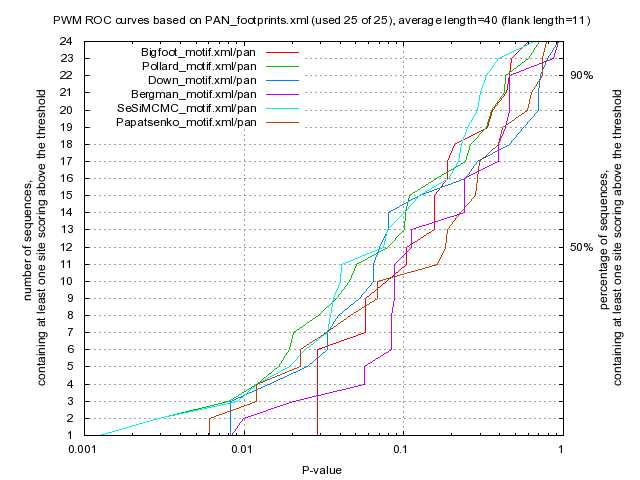 PWM ROC curves based on PAN_footprints.xml (used 25 of 25), average length=40 (flank length=11)
number of sequences,
containing at least one site scoring above the threshold
24
23
22
21
20
19
18
17
16
15
14
13
12
11
10
9
8
7
6
5
4
3
2
1
Bigfoot_motif.xml/pan
Pollard_motif.xml/pan
Down_motif.xml/pan
Bergman_motif.xml/pan
SeSiMCMC_motif.xml/pan
Papatsenko_motif.xml/pan
90%
50%
percentage of sequences,
containing at least one site scoring above the threshold
0.001
0.01
0.1
1
P-value